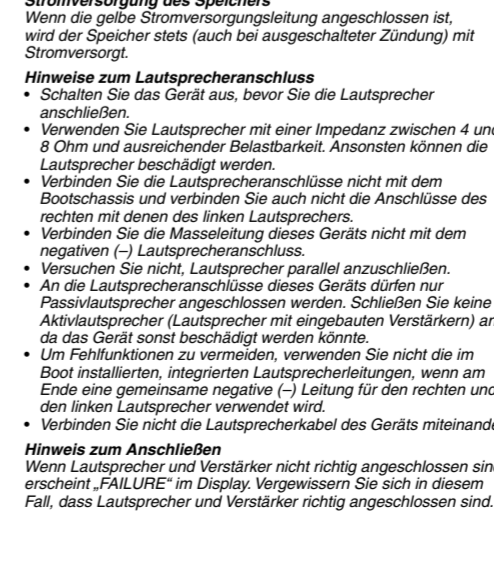 Stromversorgung des Speichers
Wenn die gelbe Stromversorgungsleitung angeschlossen ist,
wird der Speicher stets (auch bei ausgeschalteter Zündung) mit
Stromversorgt.
Hinweise zum Lautsprecheranschluss
• Schalten Sie das Gerät aus, bevor Sie die Lautsprecher
anschließen.
• Verwenden Sie Lautsprecher mit einer Impedanz zwischen 4 und
8 Ohm und ausreichender Belastbarkeit. Ansonsten können die
Lautsprecher beschädigt werden.
• Verbinden Sie die Lautsprecheranschlüsse nicht mit dem
Bootschassis und verbinden Sie auch nicht die Anschlüsse des
rechten mit denen des linken Lautsprechers.
• Verbinden Sie die Masseleitung dieses Geräts nicht mit dem
negativen (–) Lautsprecheranschluss.
• Versuchen Sie nicht, Lautsprecher parallel anzuschließen.
• An die Lautsprecheranschlüsse dieses Geräts dürfen nur
Passivlautsprecher angeschlossen werden. Schließen Sie keine
Aktivlautsprecher (Lautsprecher mit eingebauten Verstärkern) an
da das Gerät sonst beschädigt werden könnte.
• Um Fehlfunktionen zu vermeiden, verwenden Sie nicht die im
Boot installierten, integrierten Lautsprecherleitungen, wenn am
Ende eine gemeinsame negative (–) Leitung für den rechten und
den linken Lautsprecher verwendet wird.
• Verbinden Sie nicht die Lautsprecherkabel des Geräts miteinande
Hinweis zum Anschließen
Wenn Lautsprecher und Verstärker nicht richtig angeschlossen sind
erscheint „FAILURE“ im Display. Vergewissern Sie sich in diesem
Fall, dass Lautsprecher und Verstärker richtig angeschlossen sind.